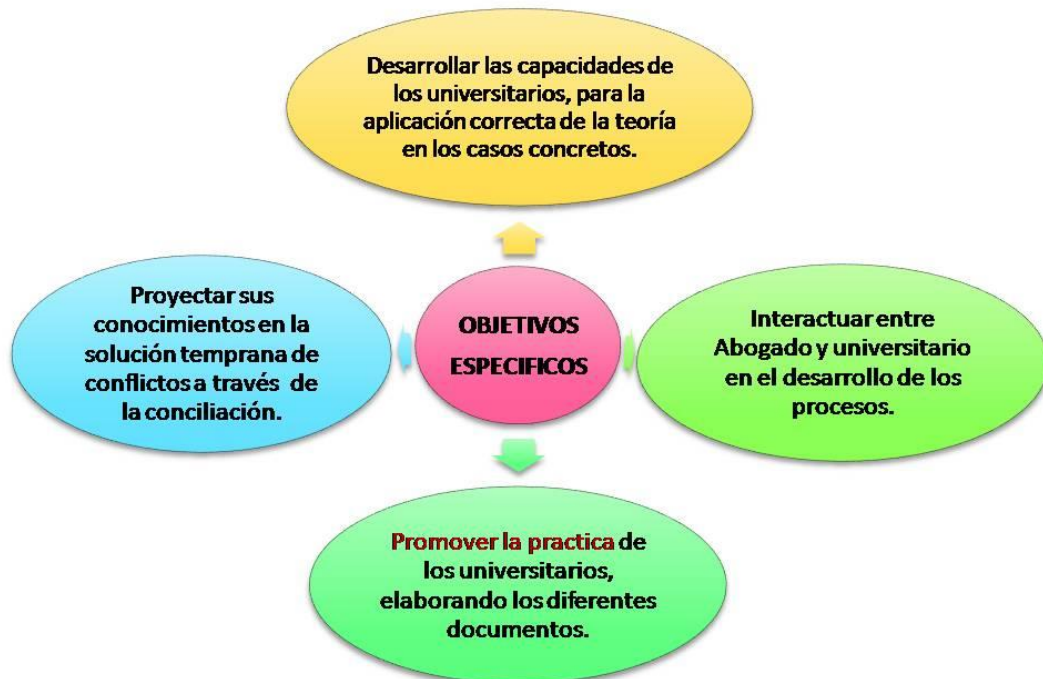 Desarrollar las capacidades de
los universitarios, para la
aplicación correcta de la teoría
en los casos concretos.
Proyectar sus
conocimientos en la
solución temprana de
conflictos a través de
la conciliación.
OBJETIVOS
ESPECIFICOS
Interactuar entre
Abogado y universitario
en el desarrollo de los
procesos.
Promover la practica de
los universitarios,
elaborando los diferentes
documentos.